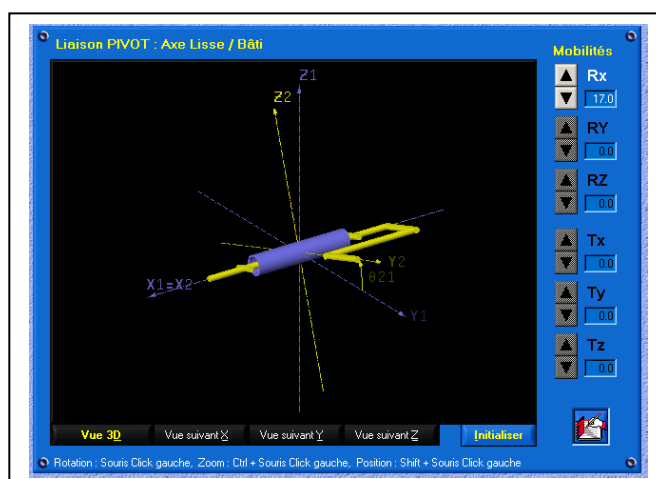 Liaison PIVOT : Axe Lisse / Bâti
Mobilités
Rx
17.0
RY
0.0
RZ
0.0
Tx
0.0
Ty
0.0
Tz
0.0
Z1
Z2
Y2
θ21
X1=X2
Y1
Vue 3D
Vue suivant X
Vue suivant Y
Vue suivant Z
Initialiser
Rotation : Souris Click gauche, Zoom : Ctrl + Souris Click gauche, Position : Shift + Souris Click gauche